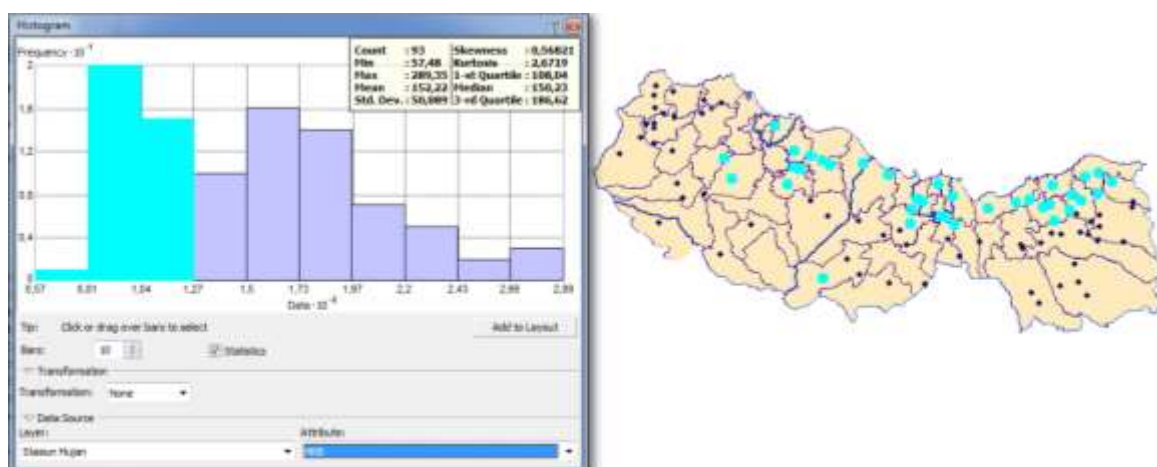 Histogram
Count : 93 Skewness : 0,56821
Min : 57,48 Kurtosis : 2,6719
Max : 289,35 1-st Quartile : 108,04
Mean : 152,22 Median : 150,23
Std. Dev. : 50,889 3-rd Quartile : 186,62
Frequency · 10
2
1,6
1,2
0,8
0,4
0
0,57 0,81 1,04 1,27 1,5 1,73 1,97 2,2 2,43 2,66 2,89
Data · 10
Tip: Click or drag over bars to select
Add to Layout
Bars: 10 Statistics
Transformation
Transformation: None
Data Source
Layer: Attribute:
Stasiun Hujan